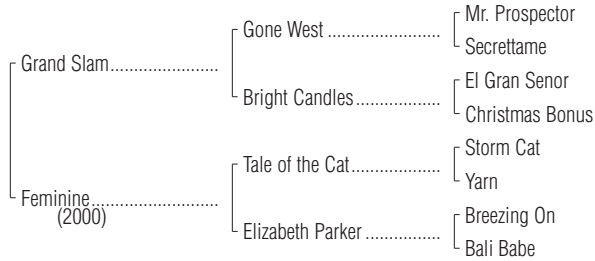 Mr. Prospector
Gone West
Secrettame
Grand Slam
El Gran Senor
Bright Candles
Christmas Bonus
Storm Cat
Tale of the Cat
Yarn
Feminine
(2000)
Breezing On
Elizabeth Parker
Bali Babe